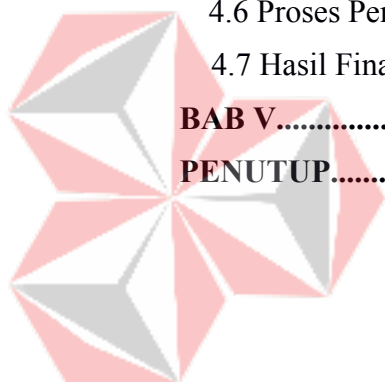 4.6 Proses Per
4.7 Hasil Fina
BAB V...............
PENUTUP.......